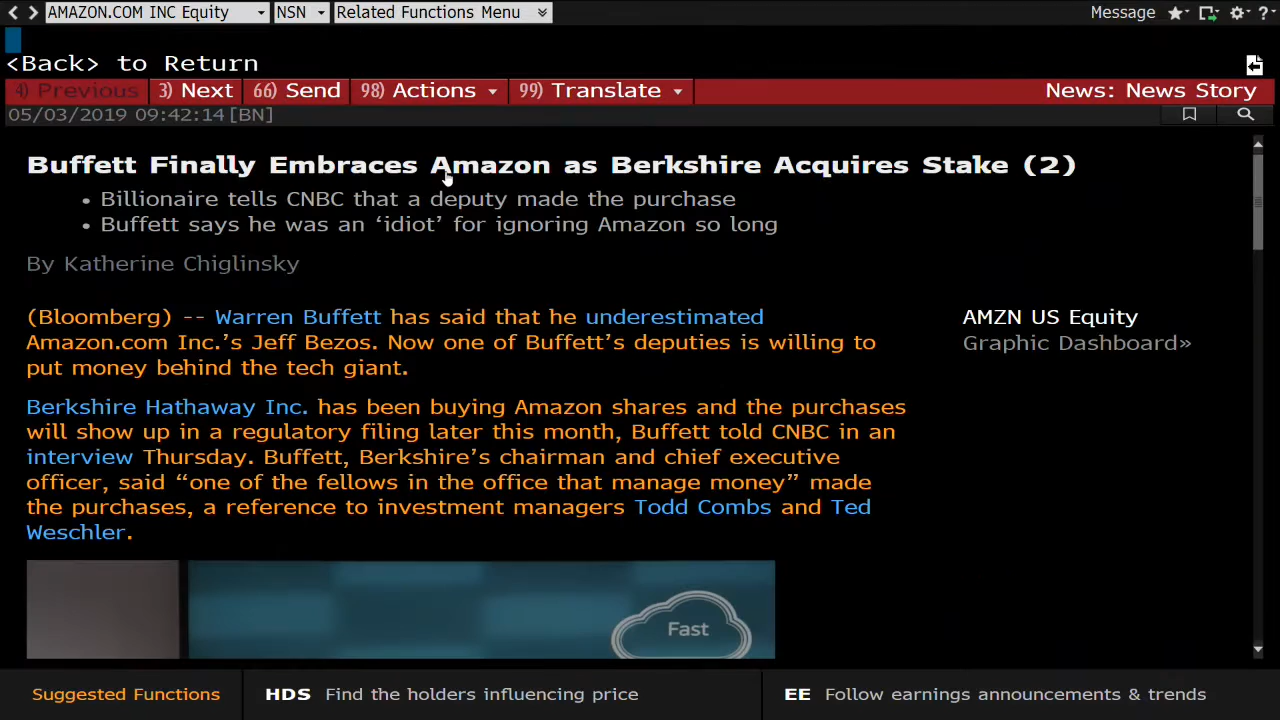 AMAZON.COM INC Equity NSN Related Functions Menu Message ?
<Back> to Return
4) Previous 3) Next 66) Send 98) Actions 99) Translate News: News Story
05/03/2019 09:42:14[BN]
Buffett Finally Embraces Amazon as Berkshire Acquires Stake (2)
• Billionaire tells CNBC that a deputy made the purchase
• Buffett says he was an ‘idiot’ for ignoring Amazon so long
By Katherine Chiglinsky
(Bloomberg) -- Warren Buffett has said that he underestimated
Amazon.com Inc.’s Jeff Bezos. Now one of Buffett’s deputies is willing to
put money behind the tech giant.
AMZN US Equity
Graphic Dashboard»
Berkshire Hathaway Inc. has been buying Amazon shares and the purchases
will show up in a regulatory filing later this month, Buffett told CNBC in an
interview Thursday. Buffett, Berkshire’s chairman and chief executive
officer, said “one of the fellows in the office that manage money” made
the purchases, a reference to investment managers Todd Combs and Ted
Weschler.
Fast
Suggested Functions HDS Find the holders influencing price EE Follow earnings announcements & trends